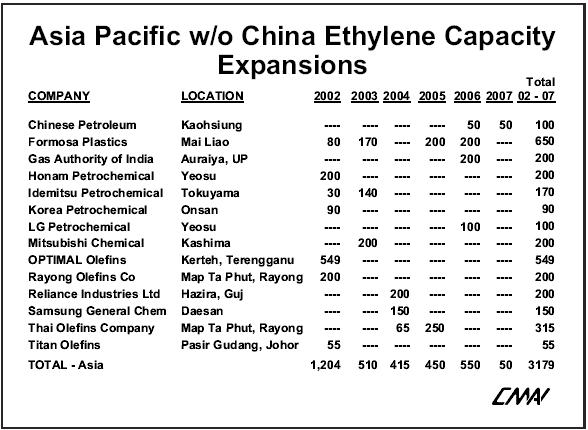 Asia Pacific w/o China Ethylene Capacity
Expansions
Total
COMPANY LOCATION 2002 2003 2004 2005 2006 2007 02 - 07
Chinese Petroleum Kaohsiung ---- ---- ---- ---- 50 50 100
Formosa Plastics Mai Liao 80 170 ---- 200 200 ---- 650
Gas Authority of India Auraiya, UP ---- ---- ---- ---- 200 ---- 200
Honam Petrochemical Yeosu 200 ---- ---- ---- ---- ---- 200
Idemitsu Petrochemical Tokuyama 30 140 ---- ---- ---- ---- 170
Korea Petrochemical Onsan 90 ---- ---- ---- ---- ---- 90
LG Petrochemical Yeosu ---- ---- ---- ---- 100 ---- 100
Mitsubishi Chemical Kashima ---- 200 ---- ---- ---- ---- 200
OPTIMAL Olefins Kerteh, Terengganu 549 ---- ---- ---- ---- ---- 549
Rayong Olefins Co Map Ta Phut, Rayong 200 ---- ---- ---- ---- ---- 200
Reliance Industries Ltd Hazira, Guj ---- ---- 200 ---- ---- ---- 200
Samsung General Chem Daesan ---- ---- 150 ---- ---- ---- 150
Thai Olefins Company Map Ta Phut, Rayong ---- ---- 65 250 ---- ---- 315
Titan Olefins Pasir Gudang, Johor 55 ---- ---- ---- ---- ---- 55
TOTAL - Asia 1,204 510 415 450 550 50 3179
CMAI